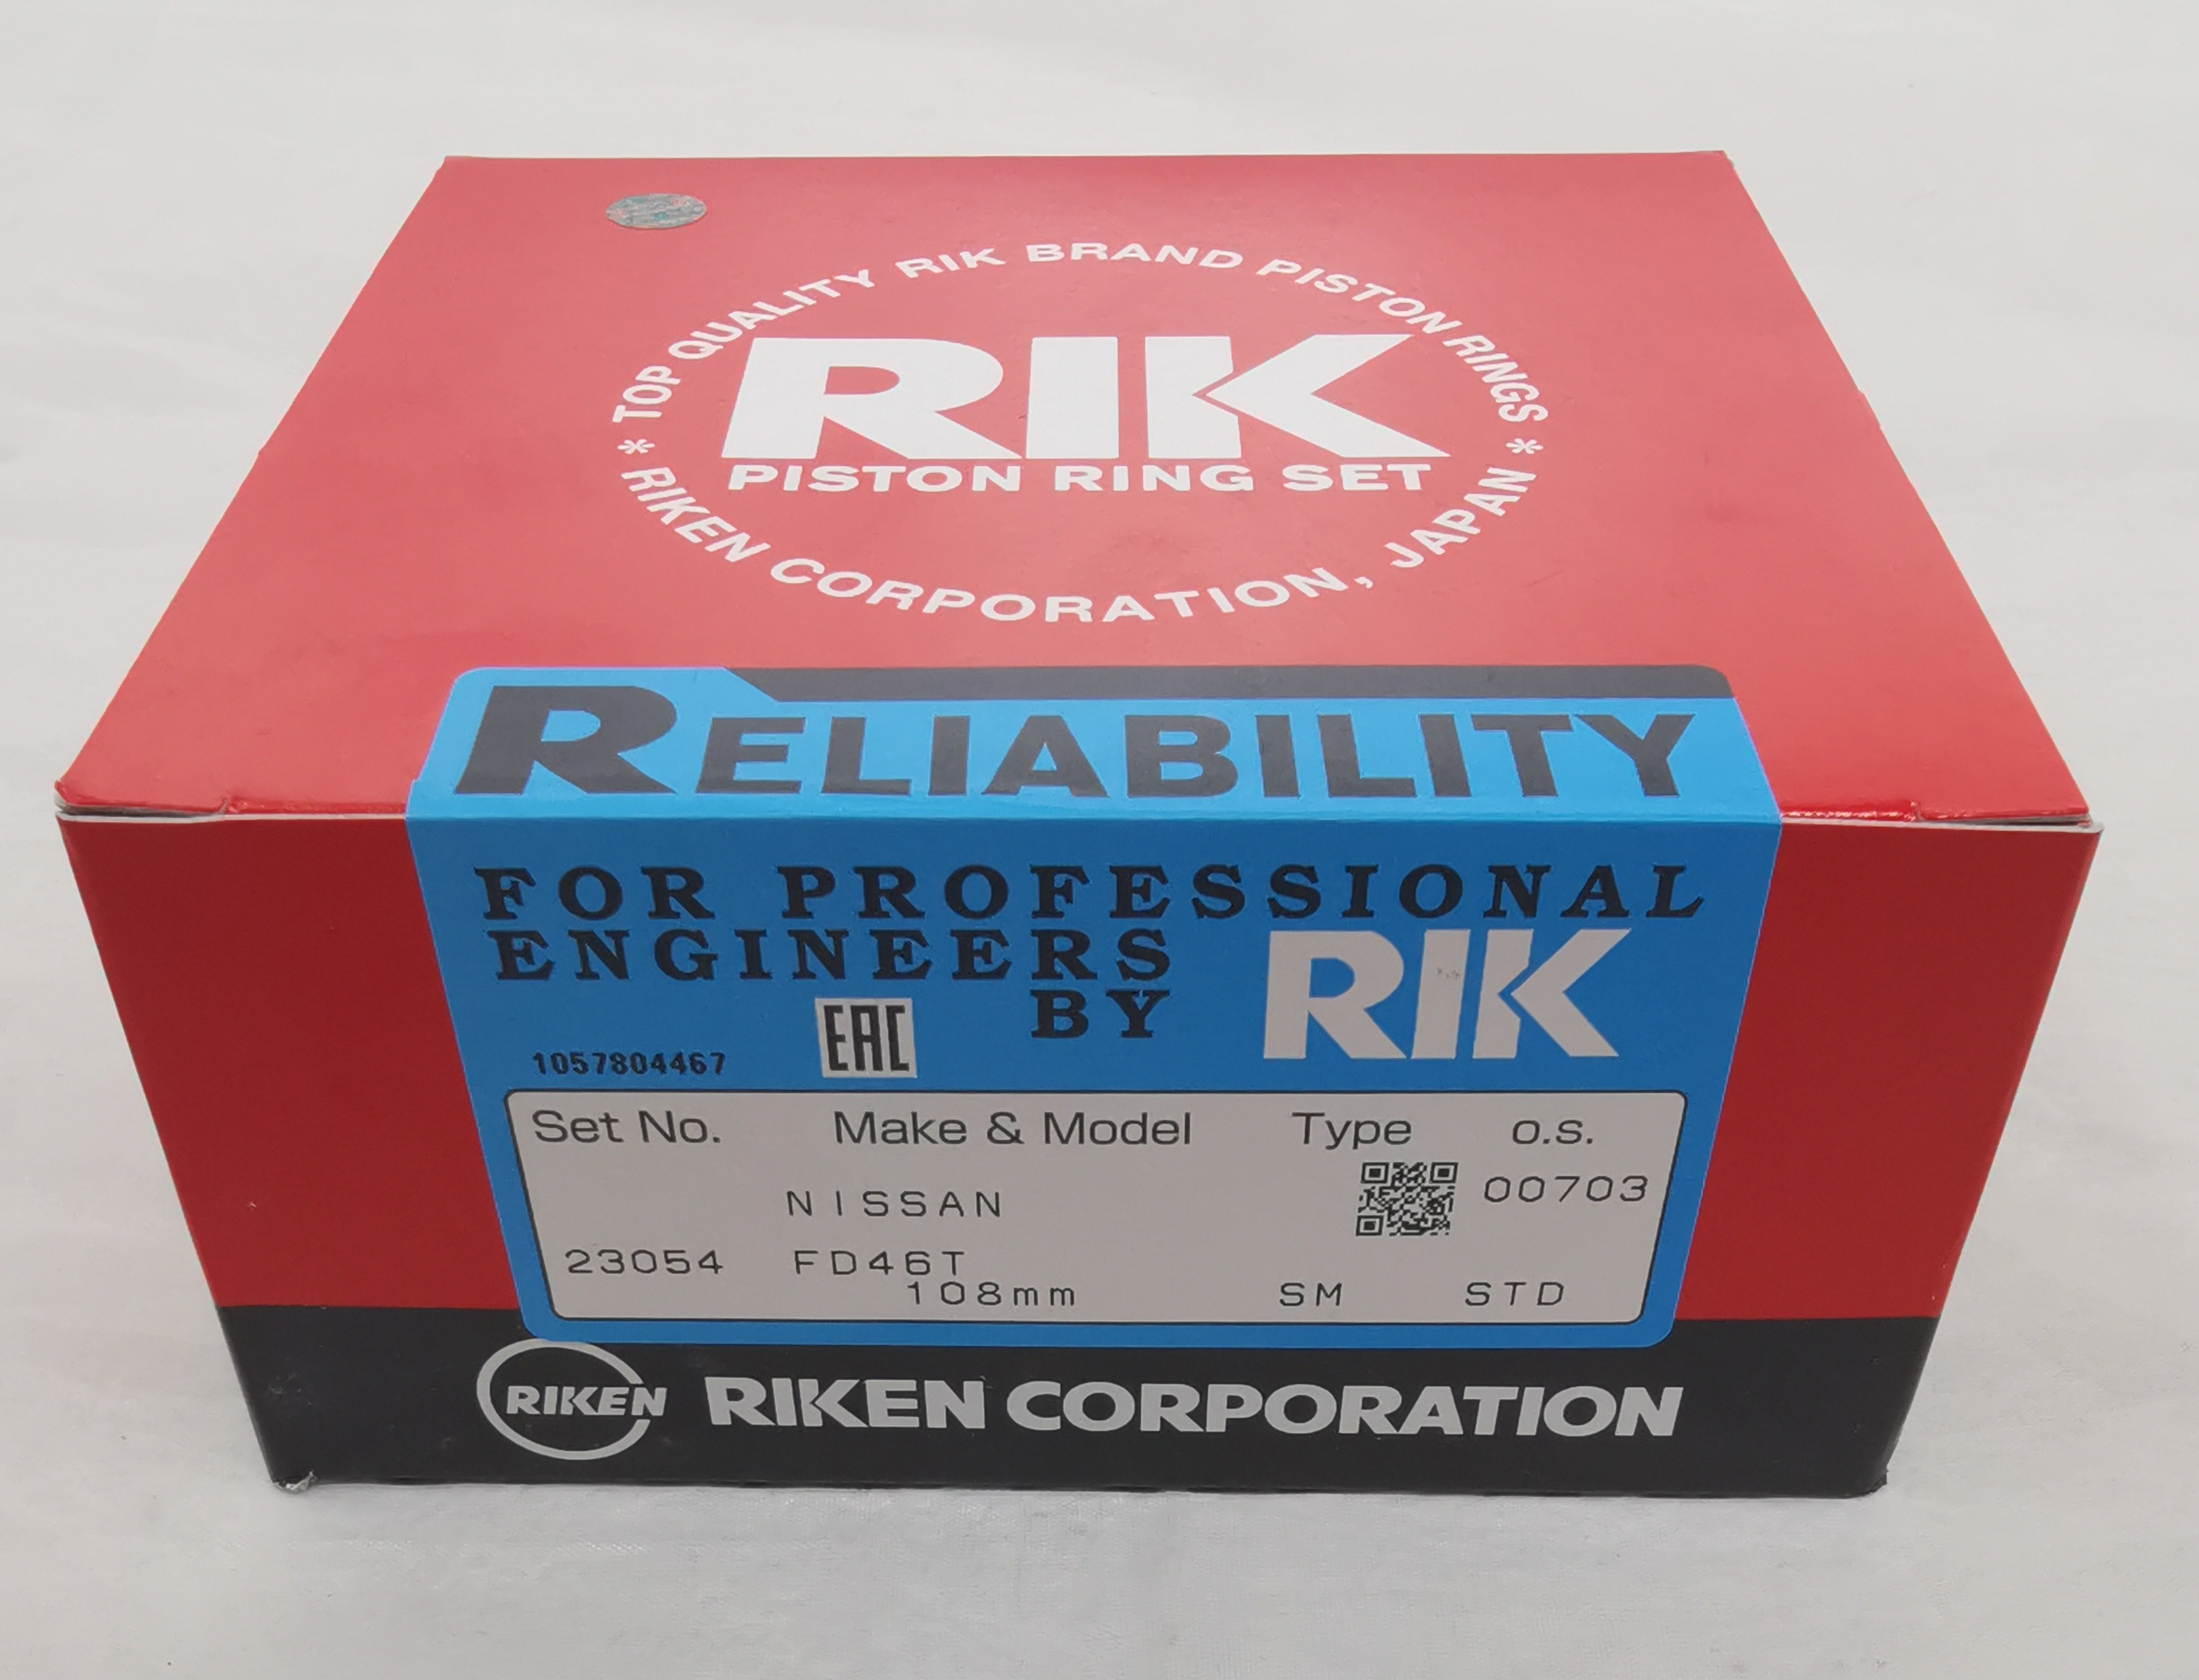 * TOP QUALITY RIK BRAND PISTON RINGS *
RIK
PISTON RING SET
RIKEN CORPORATION, JAPAN
RELIABILITY
FOR PROFESSIONAL
ENGINEERS
BY RIK
1057804467 EAC
Set No. Make & Model Type o.s.
00703
NISSAN
23054 FD46T
108mm SM STD
RIKEN RIKEN CORPORATION